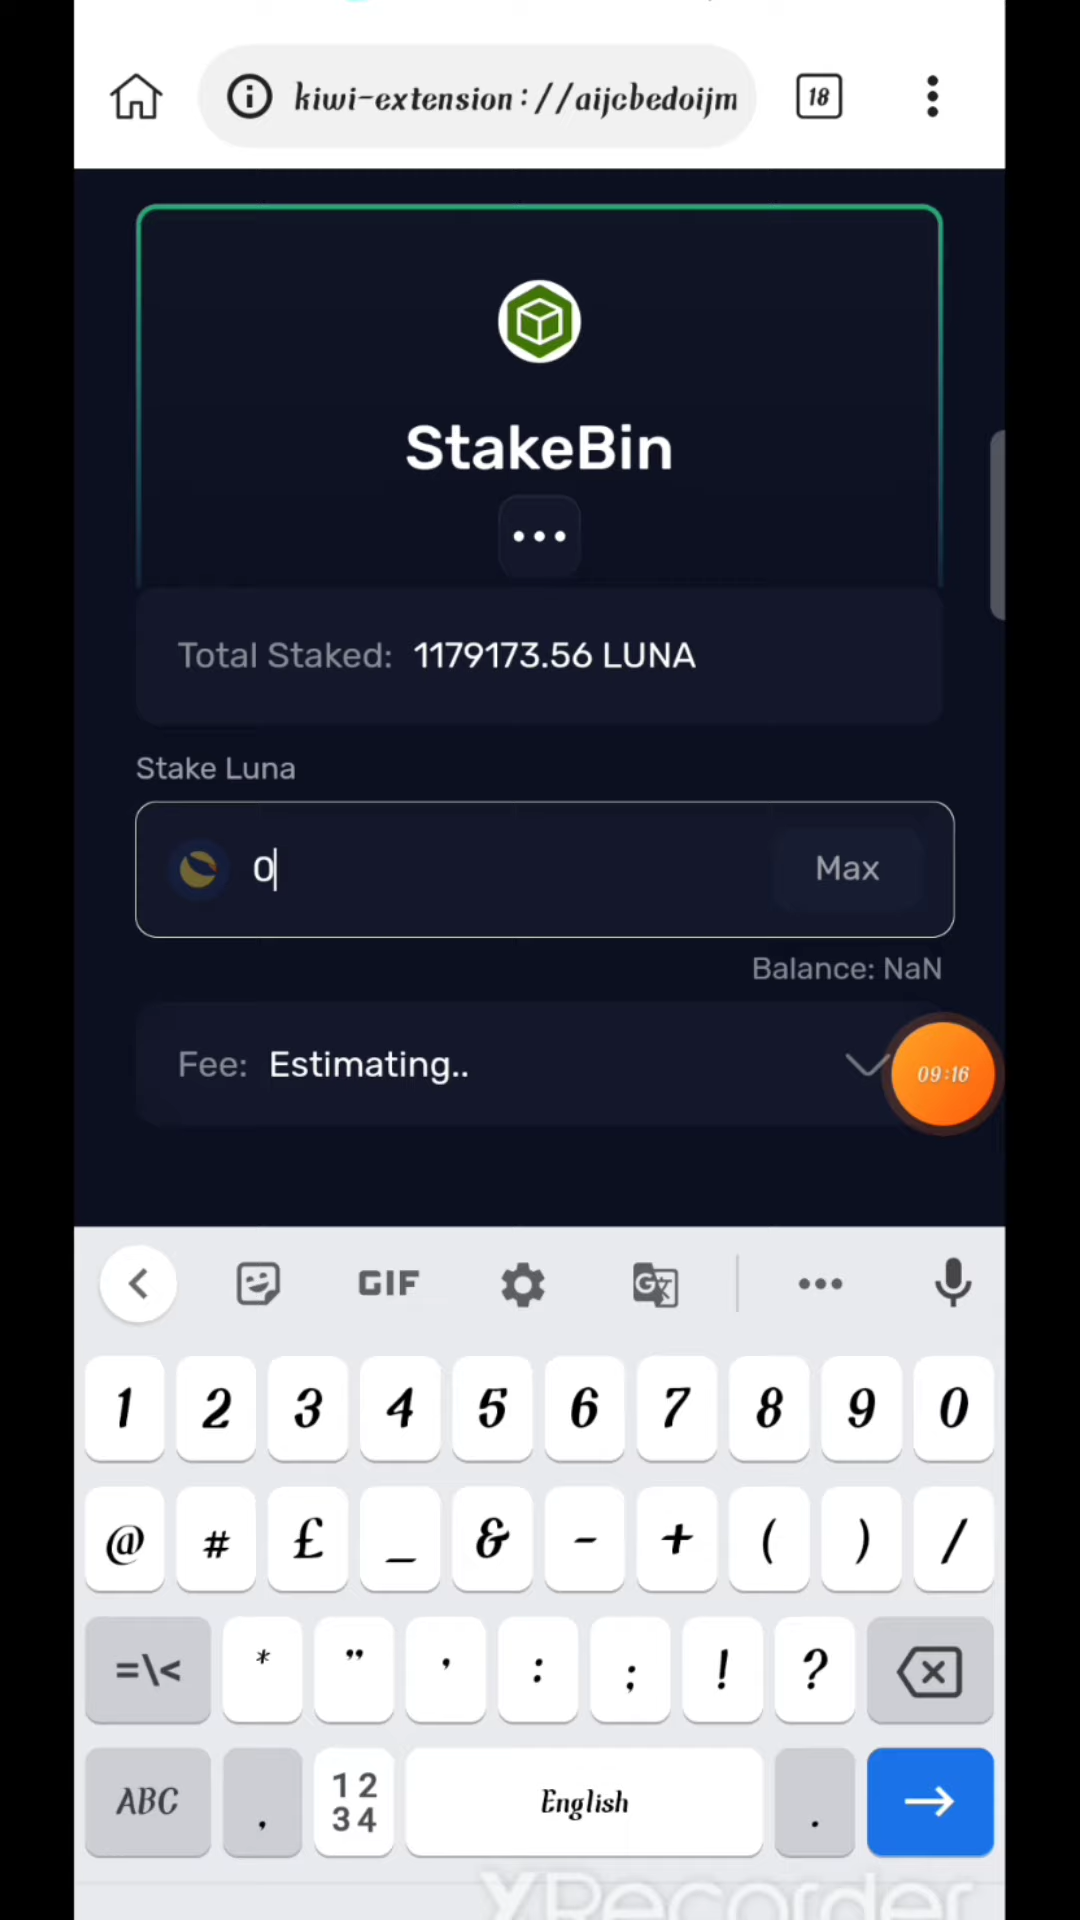 kiwi-extension://aijcbedoijm
18
StakeBin
Total Staked: 1179173.56 LUNA
Stake Luna
0
Max
Balance: NaN
Fee: Estimating..
09:16
GIF
G
1 2 3 4 5 6 7 8 9 0
@ # £ _ & - + ( ) /
=\< * " ' : ; ! ?
ABC , 12 34 English .
XRecorder